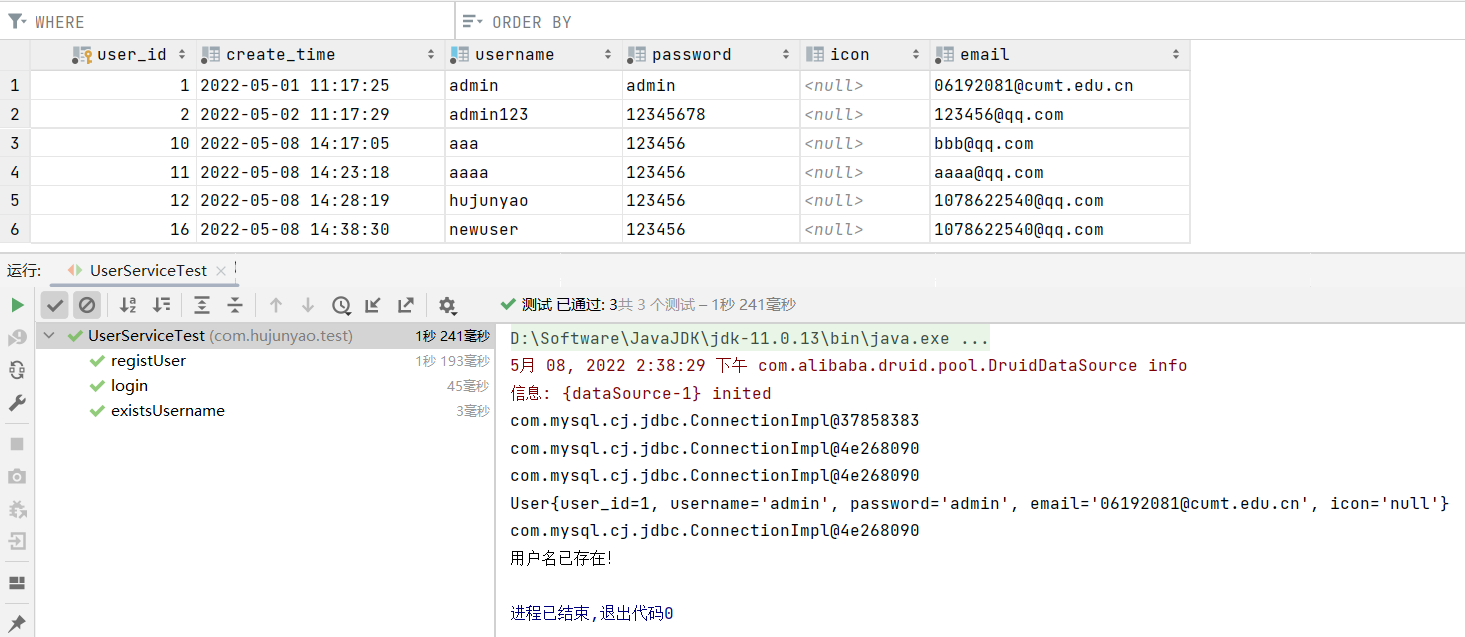 WHERE ORDER BY
user_id create_time username password icon email
1 1 2022-05-01 11:17:25 admin admin <null> 06192081@cumt.edu.cn
2 2 2022-05-02 11:17:29 admin123 12345678 <null> 123456@qq.com
3 10 2022-05-08 14:17:05 aaa 123456 <null> bbb@qq.com
4 11 2022-05-08 14:23:18 aaaa 123456 <null> aaaa@qq.com
5 12 2022-05-08 14:28:19 hujunyao 123456 <null> 1078622540@qq.com
6 16 2022-05-08 14:38:30 newuser 123456 <null> 1078622540@qq.com
运行: UserServiceTest
测试 已通过: 3共 3 个测试 – 1秒 241毫秒
UserServiceTest (com.hujunyao.test) 1秒 241毫秒
registUser 1秒 193毫秒
login 45毫秒
existsUsername 3毫秒
D:\Software\JavaJDK\jdk-11.0.13\bin\java.exe ...
5月 08, 2022 2:38:29 下午 com.alibaba.druid.pool.DruidDataSource info
信息: {dataSource-1} inited
com.mysql.cj.jdbc.ConnectionImpl@37858383
com.mysql.cj.jdbc.ConnectionImpl@4e268090
com.mysql.cj.jdbc.ConnectionImpl@4e268090
User{user_id=1, username='admin', password='admin', email='06192081@cumt.edu.cn', icon='null'}
com.mysql.cj.jdbc.ConnectionImpl@4e268090
用户名已存在!
进程已结束,退出代码0